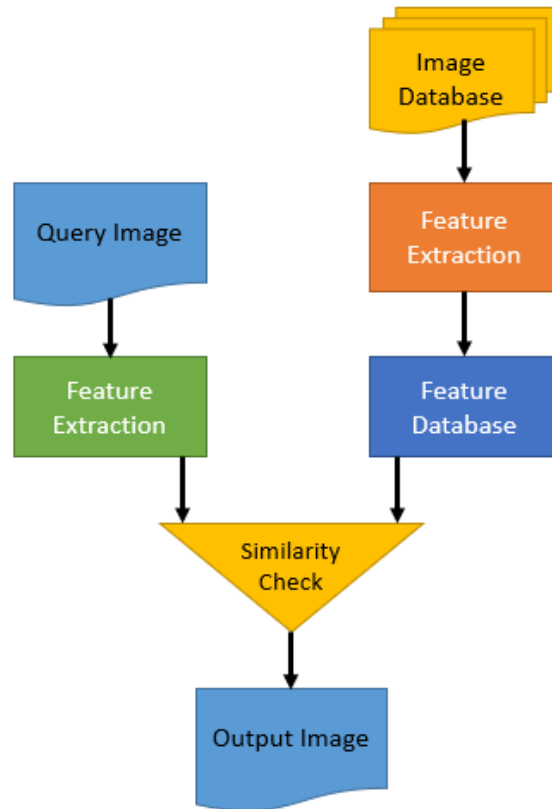 Image
Database
Query Image
Feature
Extraction
Feature
Extraction
Feature
Database
Similarity
Check
Output Image